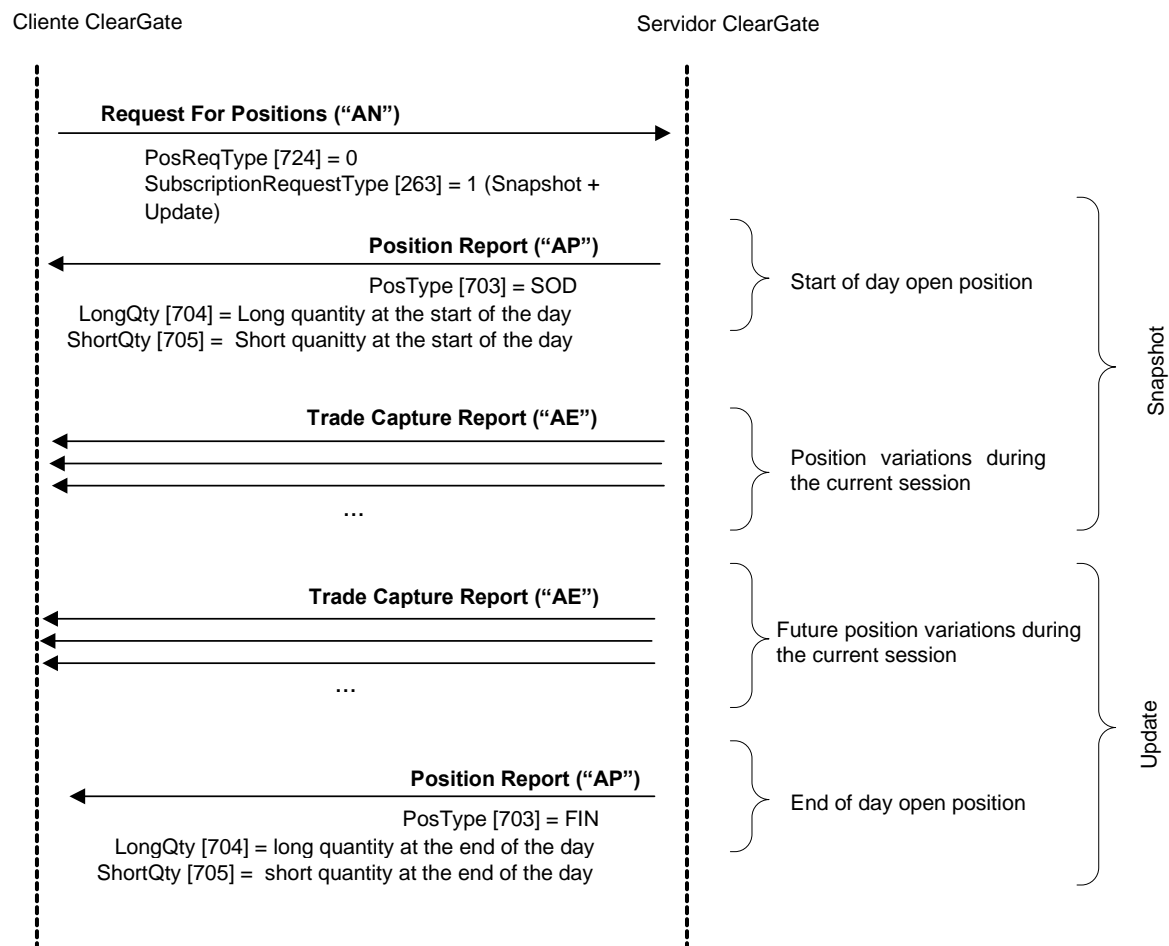 Cliente ClearGate
Servidor ClearGate
Request For Positions (“AN”)
PosReqType [724] = 0
SubscriptionRequestType [263] = 1 (Snapshot +
Update)
Position Report (“AP”)
PosType [703] = SOD
LongQty [704] = Long quantity at the start of the day
ShortQty [705] = Short quanitty at the start of the day
Start of day open position
Trade Capture Report (“AE”)
...
Position variations during
the current session
Snapshot
Trade Capture Report (“AE”)
...
Future position variations during
the current session
Position Report (“AP”)
PosType [703] = FIN
LongQty [704] = long quantity at the end of the day
ShortQty [705] = short quantity at the end of the day
End of day open position
Update